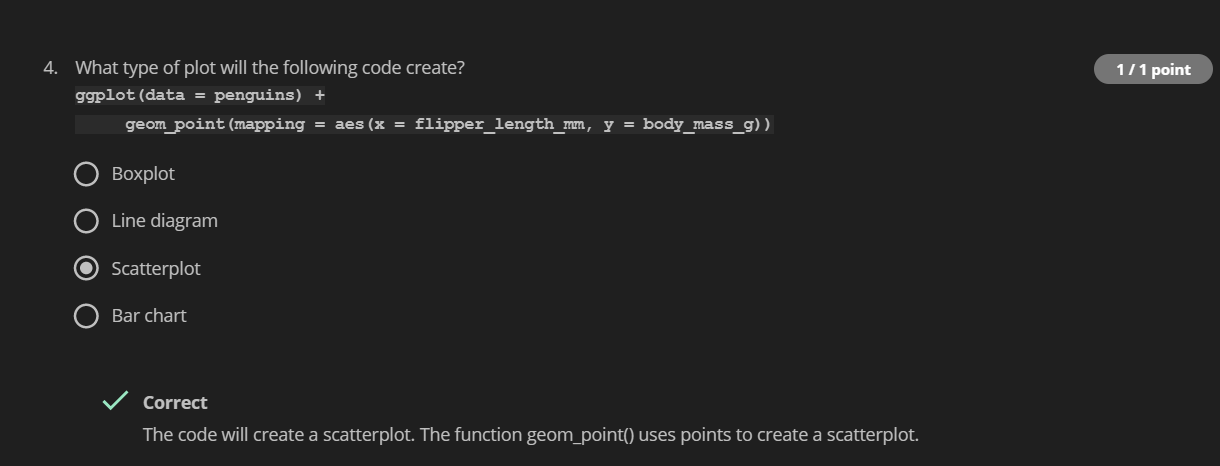 4. What type of plot will the following code create?
1 / 1 point
ggplot(data = penguins) +
geom_point(mapping = aes(x = flipper_length_mm, y = body_mass_g))
Boxplot
Line diagram
Scatterplot
Bar chart
Correct
The code will create a scatterplot. The function geom_point() uses points to create a scatterplot.